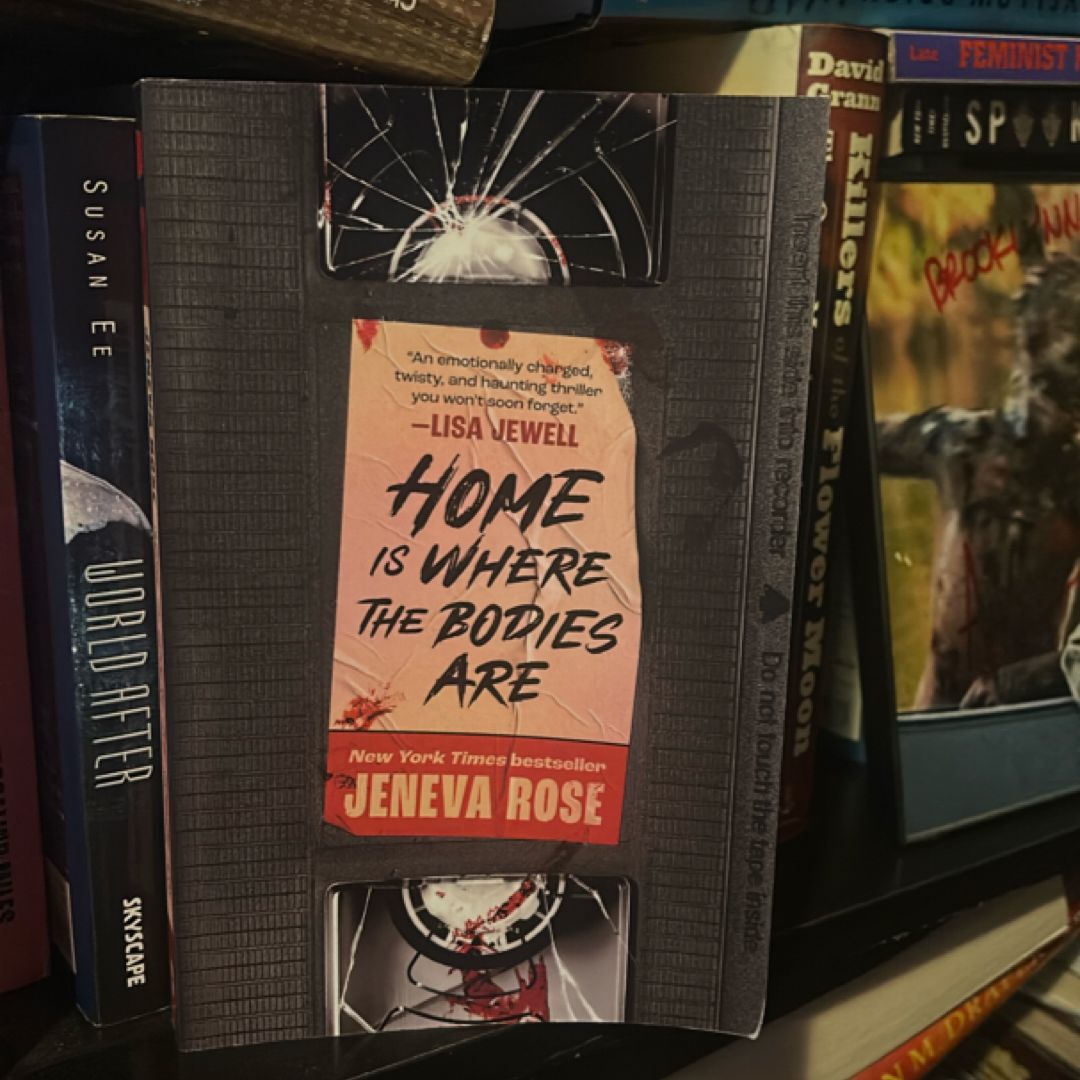 SUSAN EE
WORLD AFTER
SKYSCAPE
"An emotionally charged,
twisty, and haunting thriller
you won't soon forget."
—LISA JEWELL
HOME
IS WHERE
THE BODIES
ARE
New York Times bestseller
JENEVA ROSE
Insert this side into recorder ▲ Do not touch the tape inside
David
Grann
Killers of the Flower Moon
Late FEMINIST